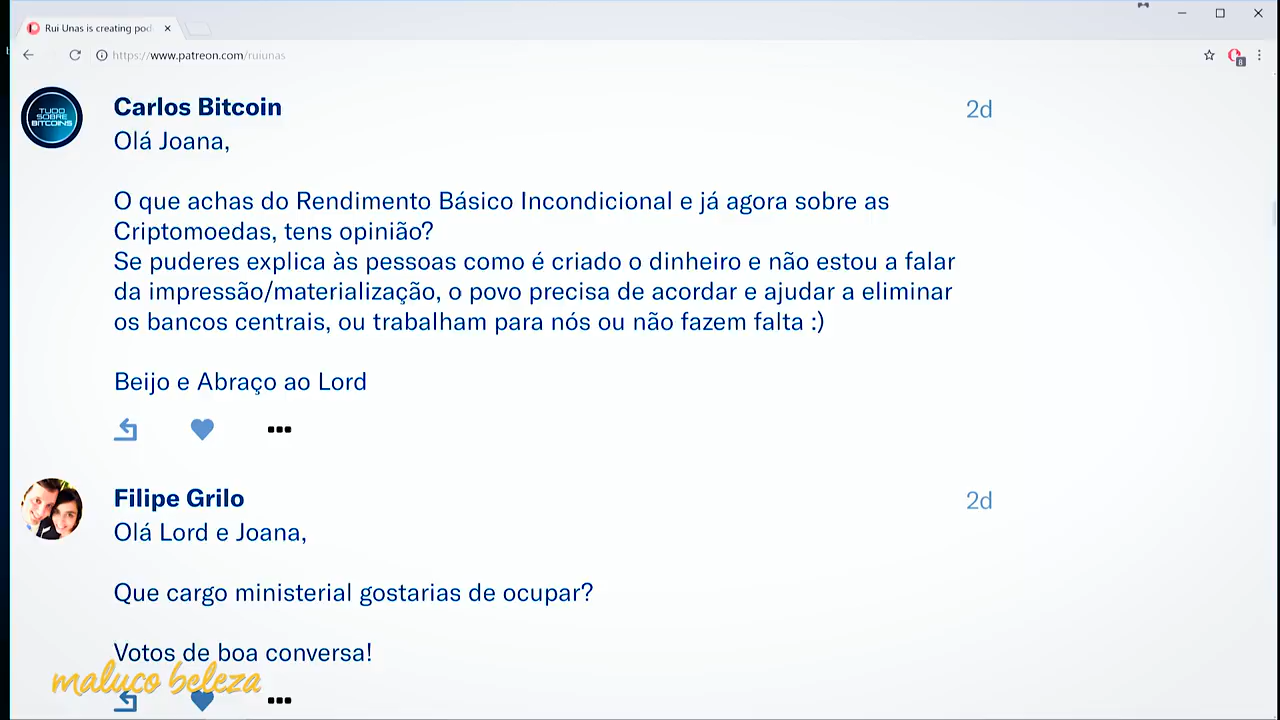 Rui Unas is creating pod
https://www.patreon.com/ruiunas
8
TUDO
SOBRE
BITCOINS
Carlos Bitcoin
2d
Olá Joana,
O que achas do Rendimento Básico Incondicional e já agora sobre as
Criptomoedas, tens opinião?
Se puderes explica às pessoas como é criado o dinheiro e não estou a falar
da impressão/materialização, o povo precisa de acordar e ajudar a eliminar
os bancos centrais, ou trabalham para nós ou não fazem falta :)
Beijo e Abraço ao Lord
Filipe Grilo
2d
Olá Lord e Joana,
Que cargo ministerial gostarias de ocupar?
Votos de boa conversa!
maluco beleza